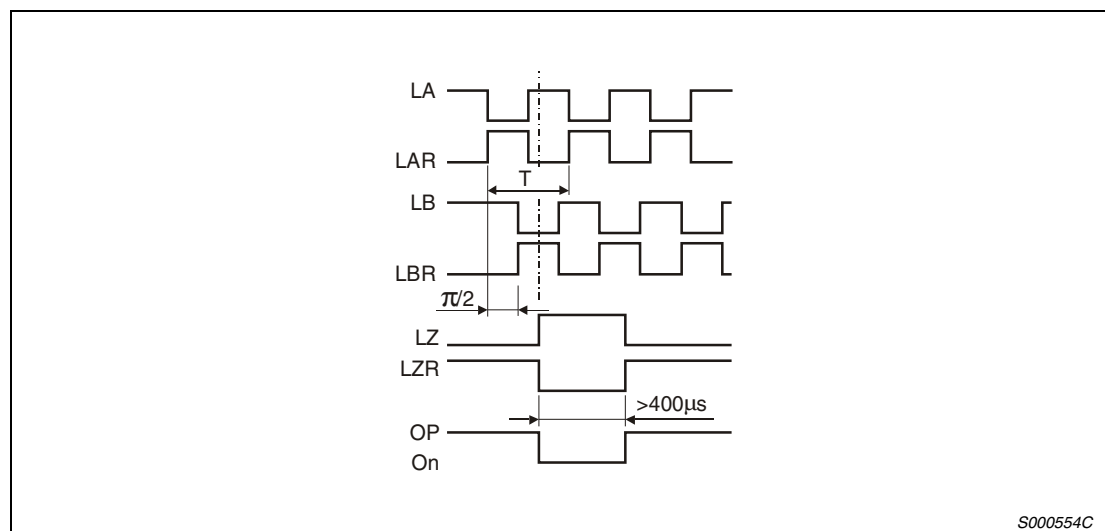 LA
LAR
T
LB
LBR
π/2
LZ
LZR
>400μs
OP
On
S000554C